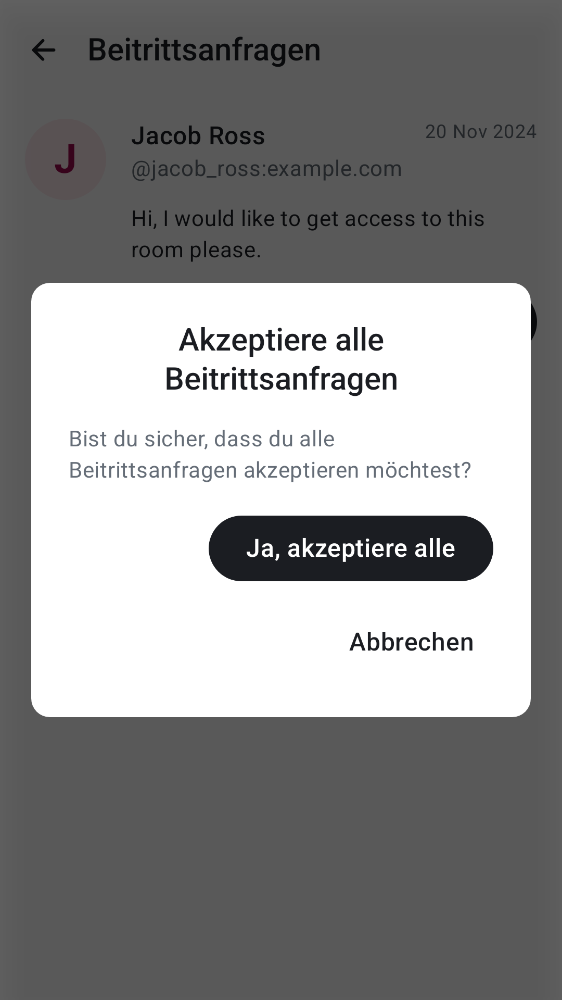 Beitrittsanfragen
J
Jacob Ross
20 Nov 2024
@jacob_ross:example.com
Hi, I would like to get access to this
room please.
Akzeptiere alle
Beitrittsanfragen
Bist du sicher, dass du alle
Beitrittsanfragen akzeptieren möchtest?
Ja, akzeptiere alle
Abbrechen